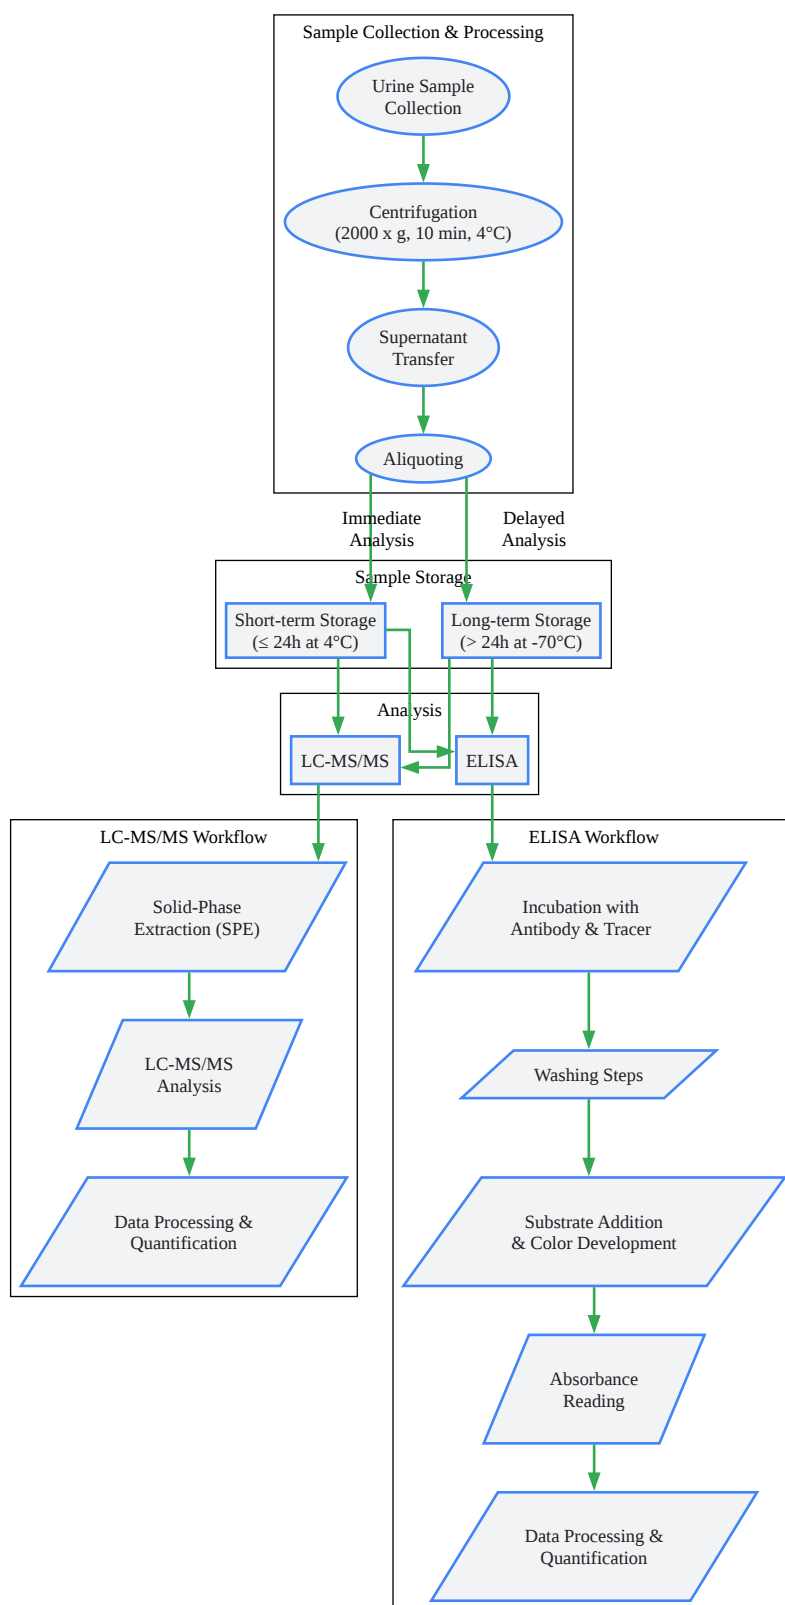 Sample Collection & Processing
Urine Sample
Collection
Centrifugation
(2000 x g, 10 min, 4°C)
Supernatant
Transfer
Aliquoting
Immediate
Analysis
Delayed
Analysis
Sample Storage
Short-term Storage
(≤ 24h at 4°C)
Long-term Storage
(> 24h at -70°C)
Analysis
LC-MS/MS
ELISA
LC-MS/MS Workflow
Solid-Phase
Extraction (SPE)
LC-MS/MS
Analysis
Data Processing &
Quantification
ELISA Workflow
Incubation with
Antibody & Tracer
Washing Steps
Substrate Addition
& Color Development
Absorbance
Reading
Data Processing &
Quantification